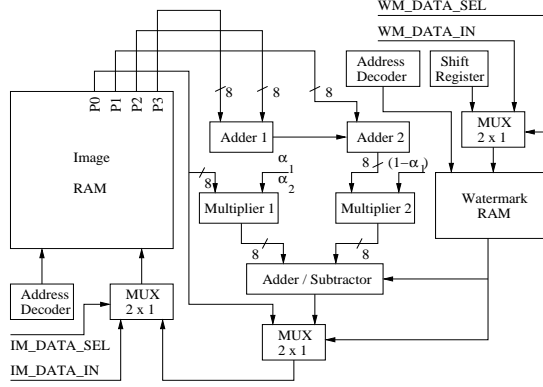 WM_DATA_SEL
WM_DATA_IN
P0 P1 P2 P3
8
8
8
Address
Decoder
Shift
Register
MUX
2 x 1
Adder 1
Adder 2
Image
RAM
8
α1
α2
8
(1−α1)
Multiplier 1
Multiplier 2
Watermark
RAM
8
8
Adder / Subtractor
Address
Decoder
MUX
2 x 1
MUX
2 x 1
IM_DATA_SEL
IM_DATA_IN